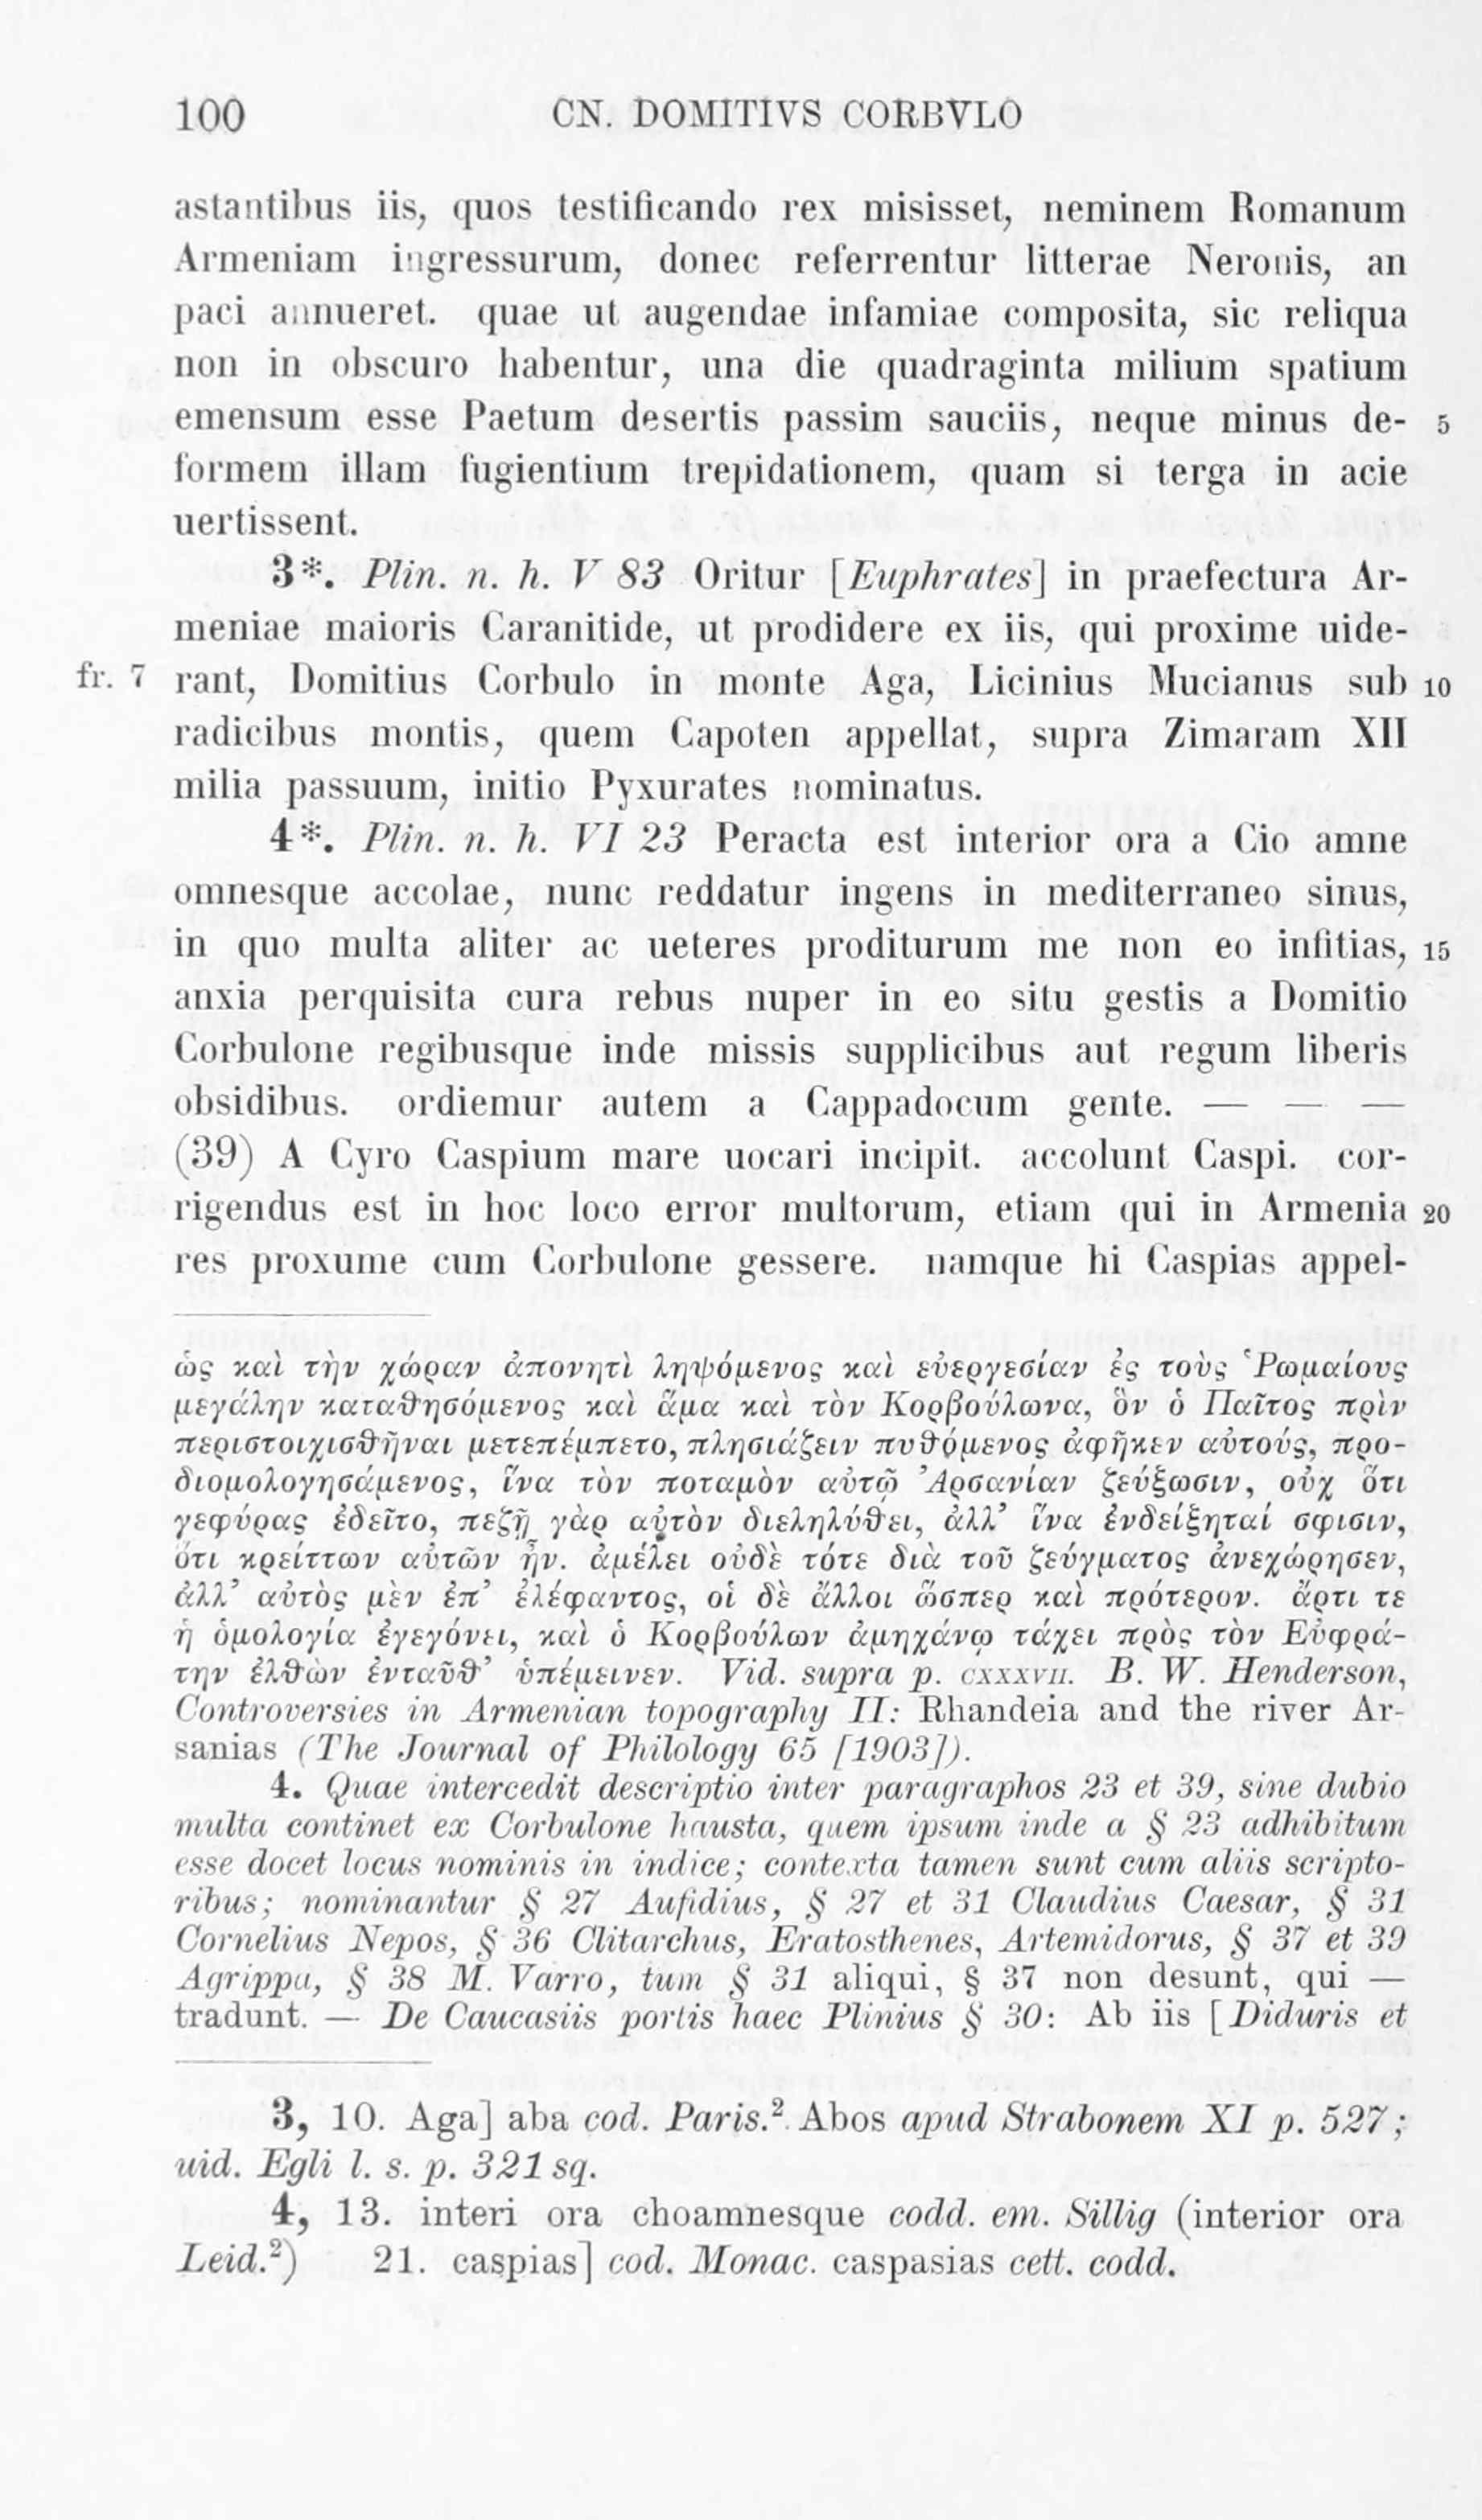 100 CN. DOMITIVS CORBVLO
astantibus iis, quos testificando rex misisset, neminem Romanum
Armeniam ingressurum, donec referrentur litterae Neronis, an
paci annueret. quae ut augendae infamiae composita, sic reliqua
non in obscuro habentur, una die quadraginta milium spatium
emensum esse Paetum desertis passim sauciis, neque minus de- 5
formem illam fugientium trepidationem, quam si terga in acie
uertissent.
3*. Plin. n. h. V 83 Oritur [Euphrates] in praefectura Ar-
meniae maioris Caranitide, ut prodidere ex iis, qui proxime uide-
fr. 7 rant, Domitius Corbulo in monte Aga, Licinius Mucianus sub 10
radicibus montis, quem Capoten appellat, supra Zimaram XII
milia passuum, initio Pyxurates nominatus.
4*. Plin. n. h. VI 23 Peracta est interior ora a Cio amne
omnesque accolae, nunc reddatur ingens in mediterraneo sinus,
in quo multa aliter ac ueteres proditurum me non eo infitias, 15
anxia perquisita cura rebus nuper in eo situ gestis a Domitio
Corbulone regibusque inde missis supplicibus aut regum liberis
obsidibus. ordiemur autem a Cappadocum gente. — — —
(39) A Cyro Caspium mare uocari incipit. accolunt Caspi. cor-
rigendus est in hoc loco error multorum, etiam qui in Armenia 20
res proxume cum Corbulone gessere. namque hi Caspias appel-
ὡς καὶ τὴν χώραν ἀπονητὶ ληψόμενος καὶ εὐεργεσίαν ἐς τοὺς Ῥωμαίους
μεγάλην καταθησόμενος καὶ ἅμα καὶ τὸν Κορβούλωνα, ὃν ὁ Παῖτος πρὶν
περιστοιχισθῆναι μετεπέμπετο, πλησιάζειν πυθόμενος ἀφῆκεν αὐτούς, προ-
διομολογησάμενος, ἵνα τὸν ποταμὸν αὐτῷ Ἀρσανίαν ζεύξωσιν, οὐχ ὅτι
γεφύρας ἐδεῖτο, πεζῇ γὰρ αὐτὸν διεληλύθει, ἀλλ’ ἵνα ἐνδείξηταί σφισιν,
ὅτι κρείττων αὐτῶν ἦν. ἀμέλει οὐδὲ τότε διὰ τοῦ ζεύγματος ἀνεχώρησεν,
ἀλλ’ αὐτὸς μὲν ἐπ’ ἐλέφαντος, οἱ δὲ ἄλλοι ὥσπερ καὶ πρότερον. ἄρτι τε
ἡ ὁμολογία ἐγεγόνει, καὶ ὁ Κορβούλων ἀμηχάνῳ τάχει πρὸς τὸν Εὐφρά-
την ἐλθὼν ἐνταῦθ’ ὑπέμεινεν. Vid. supra p. CXXXVII. B. W. Henderson,
Controversies in Armenian topography II: Rhandeia and the river Ar-
sanias (The Journal of Philology 65 [1903]).
4. Quae intercedit descriptio inter paragraphos 23 et 39, sine dubio
multa continet ex Corbulone hausta, quem ipsum inde a § 23 adhibitum
esse docet locus nominis in indice; contexta tamen sunt cum aliis scripto-
ribus; nominantur § 27 Aufidius, § 27 et 31 Claudius Caesar, § 31
Cornelius Nepos, § 36 Clitarchus, Eratosthenes, Artemidorus, § 37 et 39
Agrippa, § 38 M. Varro, tum § 31 aliqui, § 37 non desunt, qui —
tradunt. — De Caucasiis portis haec Plinius § 30: Ab iis [Diduris et
3, 10. Aga] aba cod. Paris.² Abos apud Strabonem XI p. 527;
uid. Egli l. s. p. 321 sq.
4, 13. interi ora choamnesque codd. em. Sillig (interior ora
Leid.²) 21. caspias] cod. Monac. caspasias cett. codd.